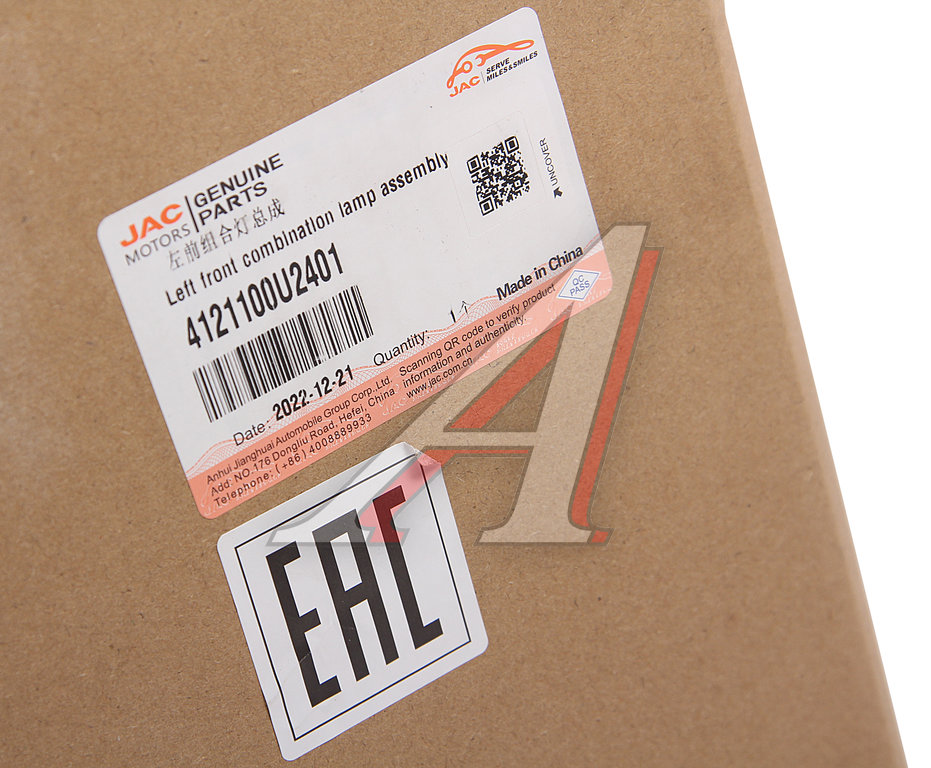 JAC
SERVE
MILES&SMILES
JAC
MOTORS
GENUINE
PARTS
左前组合灯总成
Left front combination lamp assembly
UNCOVER
4121100U2401
Quantity: 1个
Made in China
QC
PASS
Date: 2022-12-21
Scanning QR code to verify product
information and authenticity.
www.jac.com.cn
Anhui Jianghuai Automobile Group Corp.,Ltd.
Add: NO.176 Dongliu Road, Hefei, China
Telephone: (+86) 4008889933
EAC
A